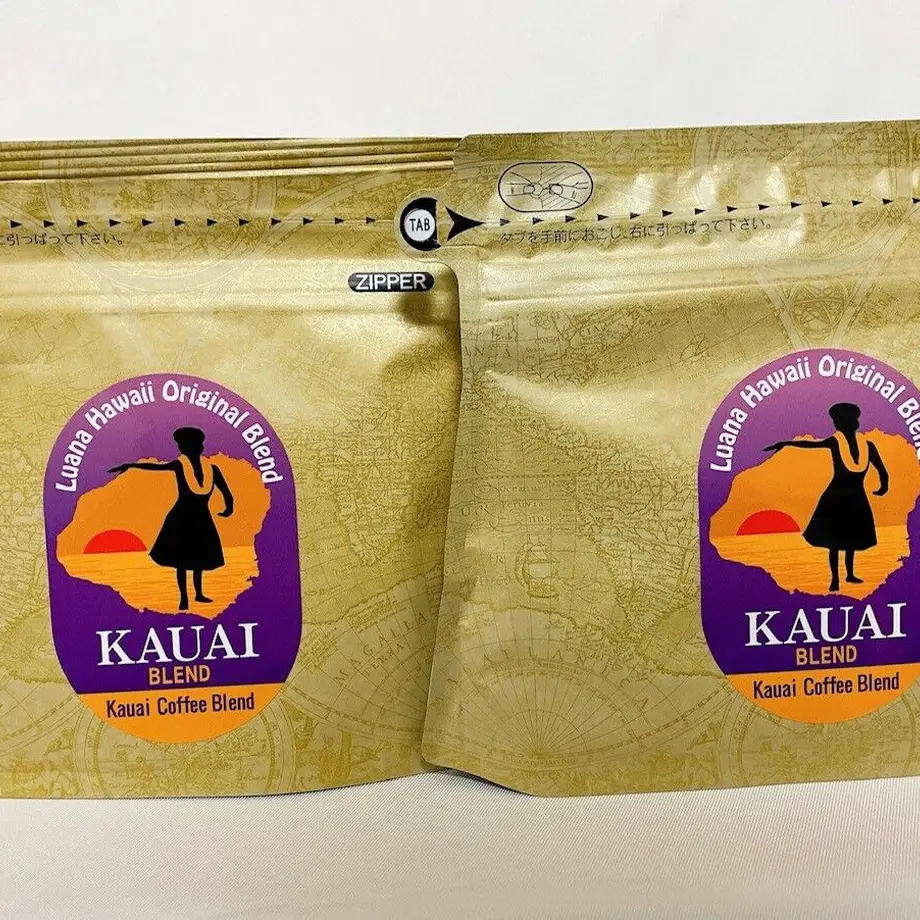 に引っぱって下さい。
TAB
ZIPPER
Luana Hawaii Original Blend
KAUAI
BLEND
Kauai Coffee Blend
タブを手前におこし、右に引っぱって下さい。
Luana Hawaii Original Blend
KAUAI
BLEND
Kauai Coffee Blend